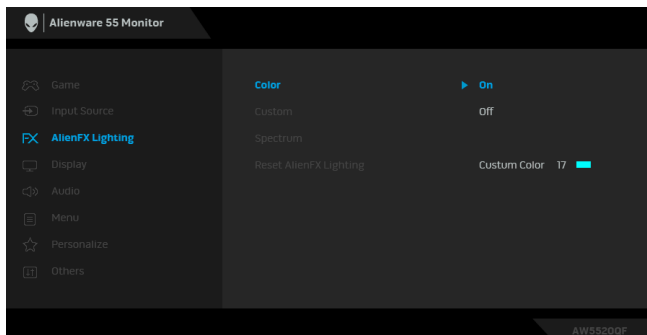 Alienware 55 Monitor
Game
Color
On
Input Source
Custom
Off
FX AlienFX Lighting
Spectrum
Display
Reset AlienFX Lighting
Custum Color 17
Audio
Menu
Personalize
Others
AW5520QF